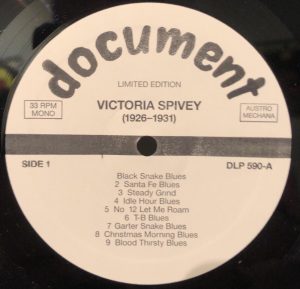 document
LIMITED EDITION
33 RPM
MONO
VICTORIA SPIVEY
(1926–1931)
AUSTRO
MECHANA
SIDE 1
DLP 590-A
Black Snake Blues
2 Santa Fe Blues
3 Steady Grind
4 Idle Hour Blues
5 No 12 Let Me Roam
6 T-B Blues
7 Garter Snake Blues
8 Christmas Morning Blues
9 Blood Thirsty Blues